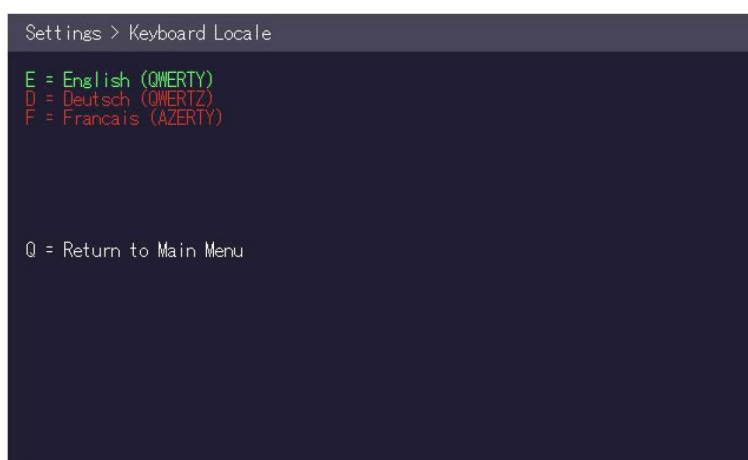 Settings > Keyboard Locale
E = English (QWERTY)
D = Deutsch (QWERTZ)
F = Francais (AZERTY)
Q = Return to Main Menu